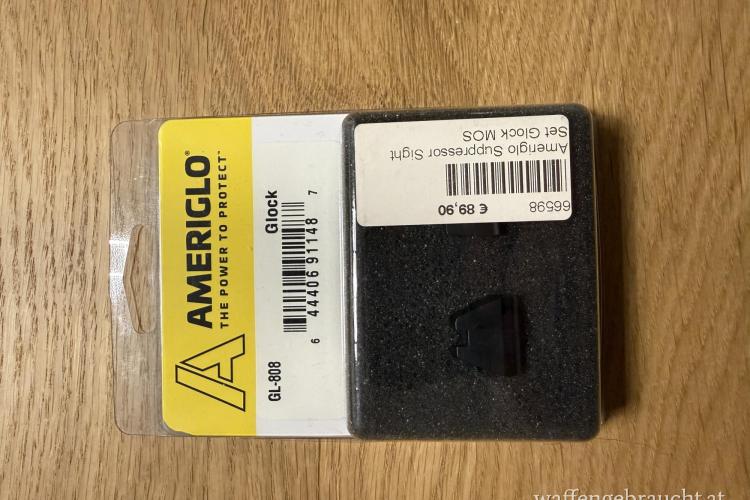 AMERIGLO®
THE POWER TO PROTECT™
Glock
6 44406 91148 7
GL-808
Ameriglo Suppressor Sight
Set Glock MOS
66598
€ 89,90
waffengebraucht.at